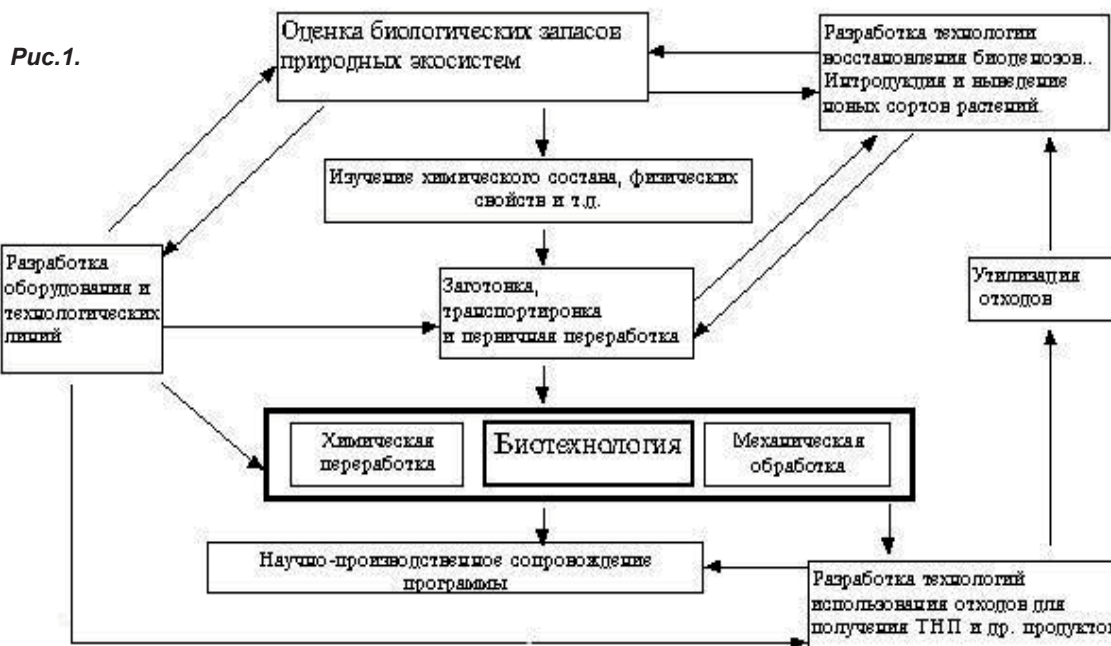 Рис.1.
Оценка биологических запасов
природных экосистем
Разработка технологии
восстановления биоценозов..
Интродукция и выведение
новых сортов растений.
Изучение химического состава, физических
свойств и т.д.
Разработка
оборудования и
технологических
линий
Заготовка,
транспортировка
и первичная переработка
Утилизация
отходов
Химическая
переработка
Биотехнология
Механическая
обработка
Научно-производственное сопровождение
программы
Разработка технологий
использования отходов для
получения ТНП и др. продуктов